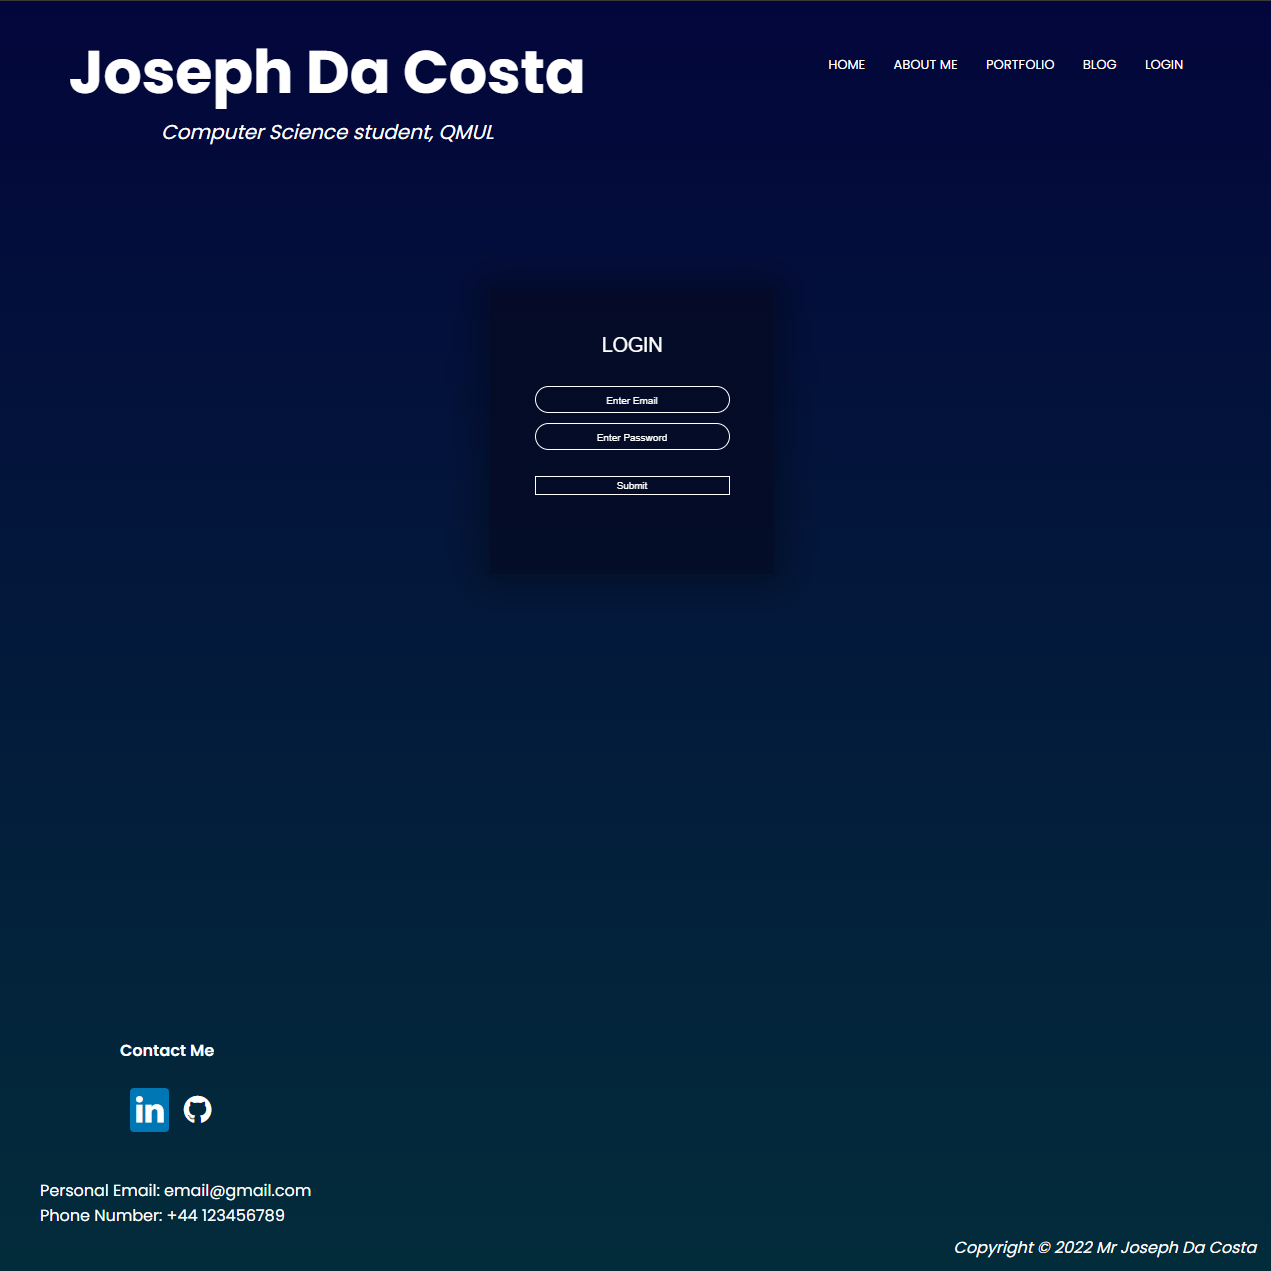 Joseph Da Costa
Computer Science student, QMUL
HOME ABOUT ME PORTFOLIO BLOG LOGIN
LOGIN
Enter Email
Enter Password
Submit
Contact Me
in
Personal Email: email@gmail.com
Phone Number: +44 123456789
Copyright © 2022 Mr Joseph Da Costa